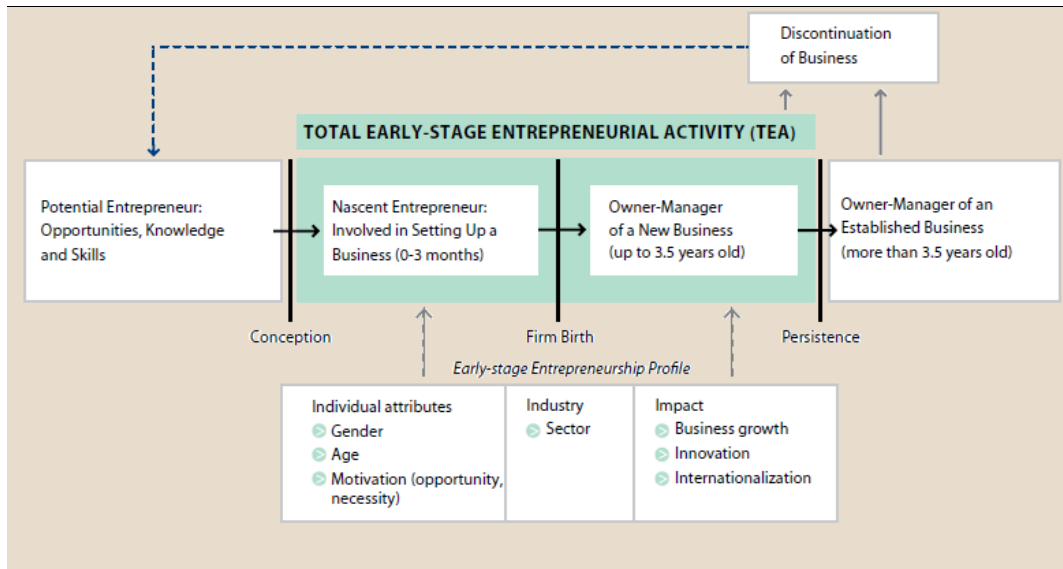 Discontinuation
of Business
TOTAL EARLY-STAGE ENTREPRENEURIAL ACTIVITY (TEA)
Potential Entrepreneur:
Opportunities, Knowledge
and Skills
Nascent Entrepreneur:
Involved in Setting Up a
Business (0-3 months)
Owner-Manager
of a New Business
(up to 3.5 years old)
Owner-Manager of an
Established Business
(more than 3.5 years old)
Conception
Firm Birth
Persistence
Early-stage Entrepreneurship Profile
Individual attributes
Gender
Age
Motivation (opportunity,
necessity)
Industry
Sector
Impact
Business growth
Innovation
Internationalization